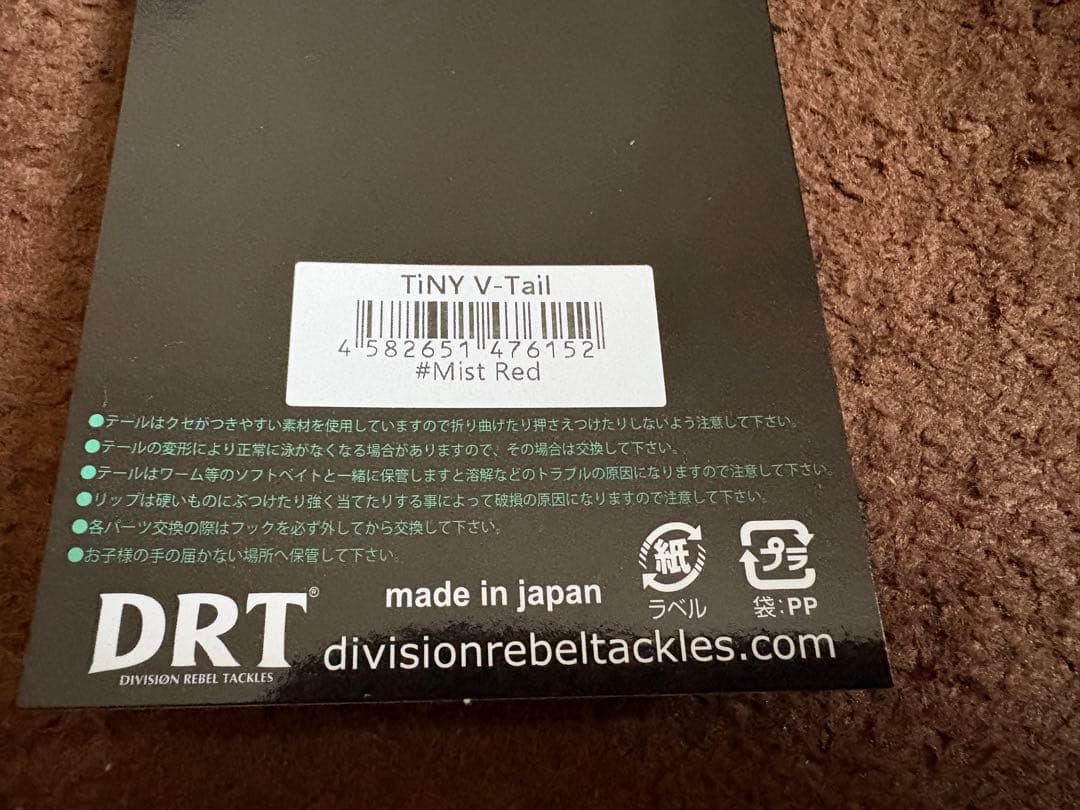 TiNY V-Tail
4 582651 476152
#Mist Red
●テールはクセがつきやすい素材を使用していますので折り曲げたり押さえつけたりしないよう注意して下さい。
●テールの変形により正常に泳がなくなる場合がありますので、その場合は交換して下さい。
●テールはワーム等のソフトベイトと一緒に保管しますと溶解などのトラブルの原因になりますので注意して下さい。
●リップは硬いものにぶつけたり強く当てたりする事によって破損の原因になりますので注意して下さい。
●各パーツ交換の際はフックを必ず外してから交換して下さい。
●お子様の手の届かない場所へ保管して下さい。
紙
プラ
ラベル
袋:PP
made in japan
DRT®
DIVISIØN REBEL TACKLES
divisionrebeltackles.com